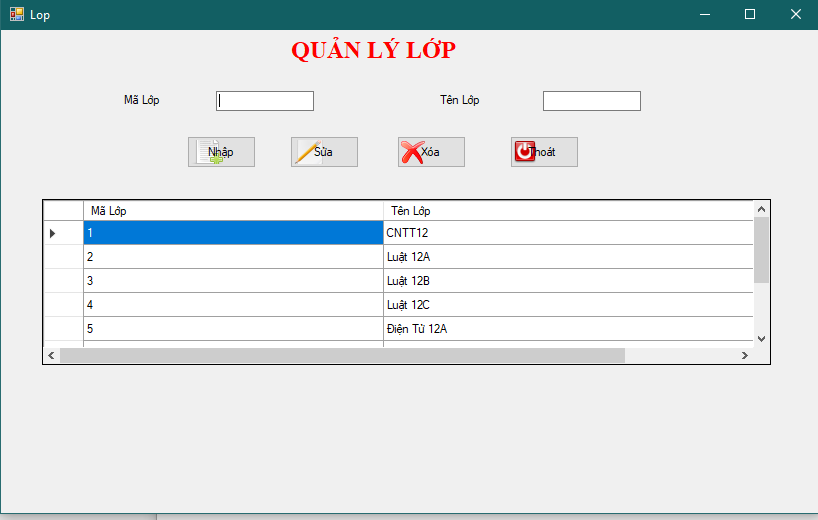 Lop
QUẢN LÝ LỚP
Mã Lớp Tên Lớp
Nhập Sửa Xóa Thoát
Mã Lớp Tên Lớp
1 CNTT12
2 Luật 12A
3 Luật 12B
4 Luật 12C
5 Điện Tử 12A